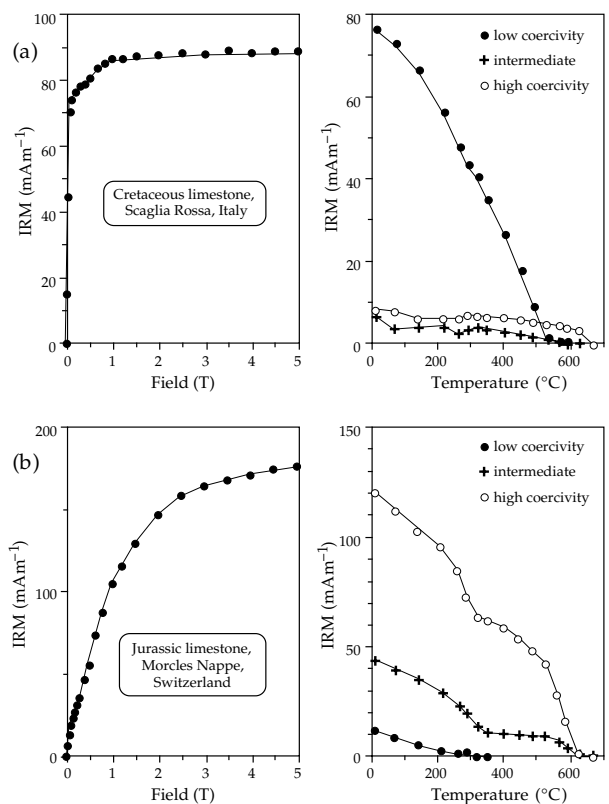 (a)
100
80
60
40
20
0
IRM (mAm⁻¹)
Cretaceous limestone,
Scaglia Rossa, Italy
0 1 2 3 4 5
Field (T)
80
60
40
20
0
IRM (mAm⁻¹)
low coercivity
intermediate
high coercivity
0 200 400 600
Temperature (°C)
(b)
200
100
0
IRM (mAm⁻¹)
Jurassic limestone,
Morcles Nappe,
Switzerland
0 1 2 3 4 5
Field (T)
150
100
50
0
IRM (mAm⁻¹)
low coercivity
intermediate
high coercivity
0 200 400 600
Temperature (°C)